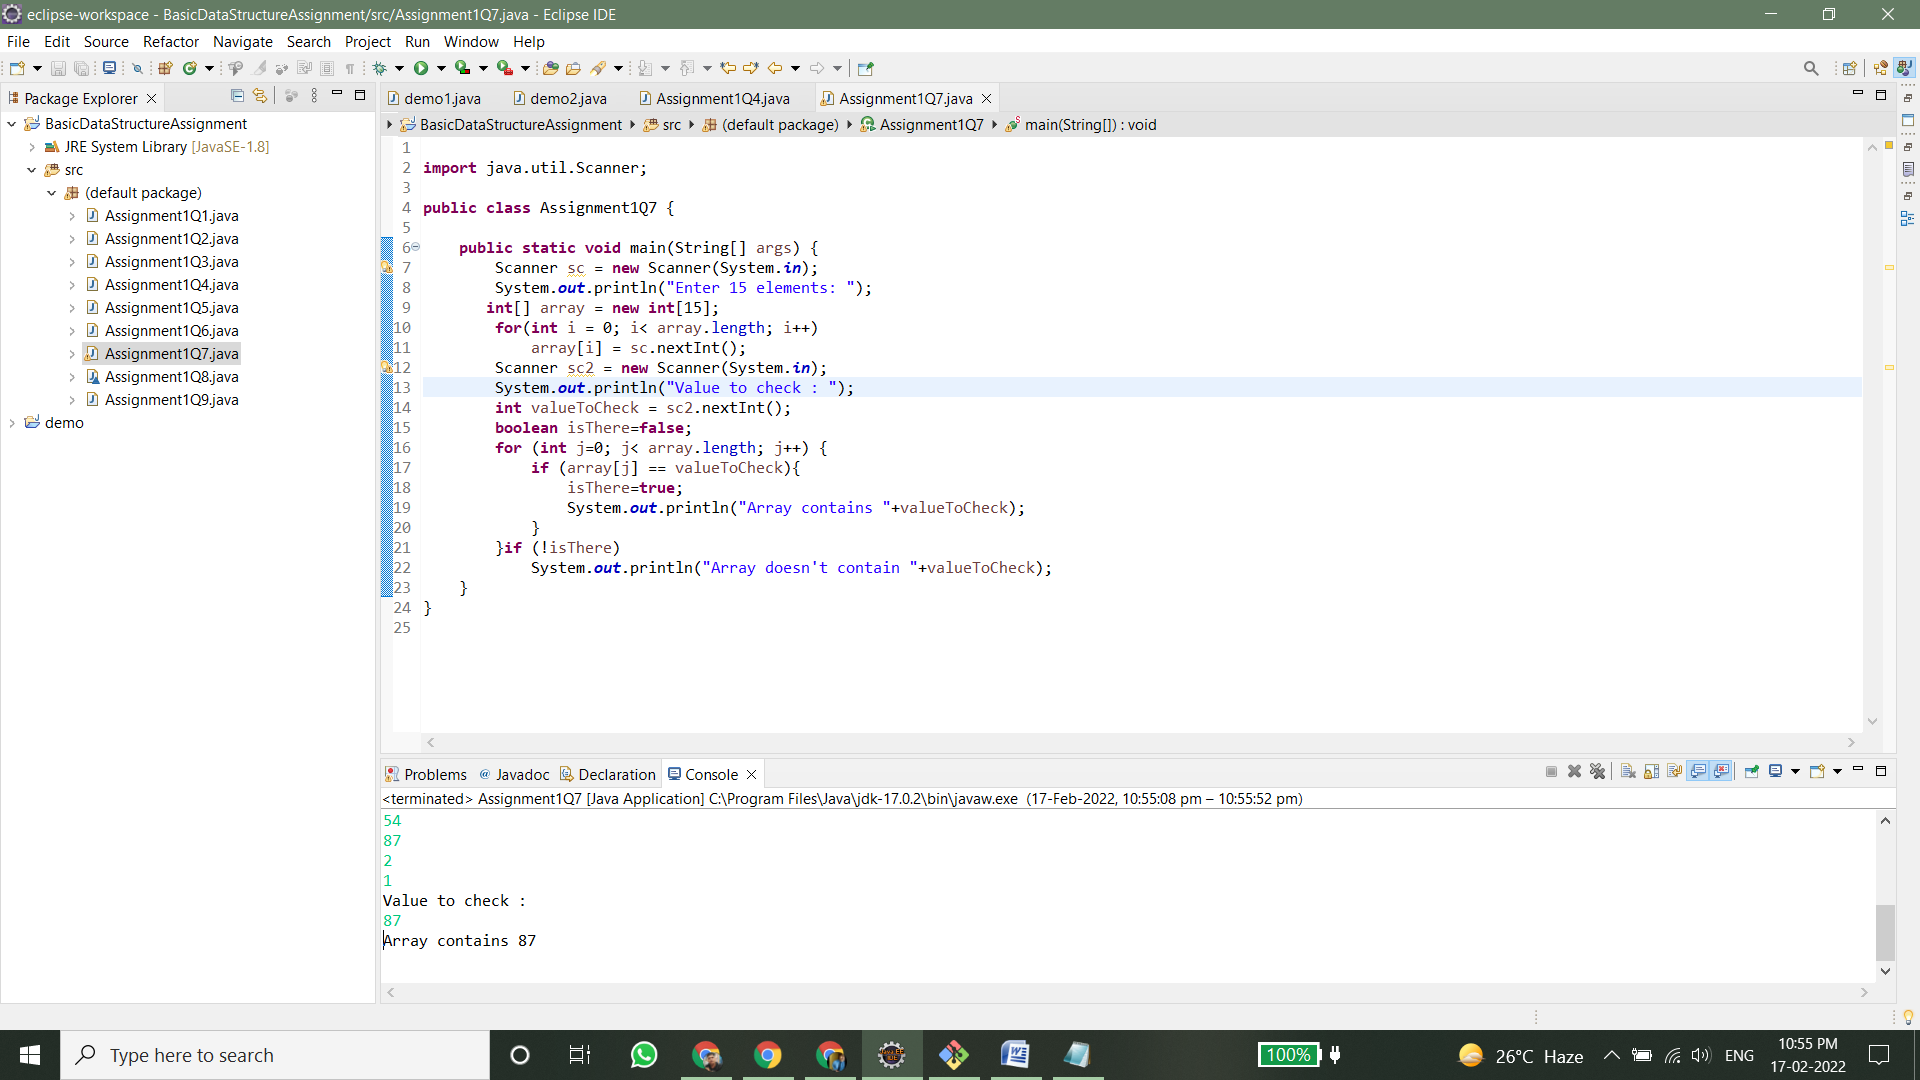 eclipse-workspace - BasicDataStructureAssignment/src/Assignment1Q7.java - Eclipse IDE
File Edit Source Refactor Navigate Search Project Run Window Help
Package Explorer
BasicDataStructureAssignment
JRE System Library [JavaSE-1.8]
src
(default package)
Assignment1Q1.java
Assignment1Q2.java
Assignment1Q3.java
Assignment1Q4.java
Assignment1Q5.java
Assignment1Q6.java
Assignment1Q7.java
Assignment1Q8.java
Assignment1Q9.java
demo
demo1.java demo2.java Assignment1Q4.java Assignment1Q7.java
BasicDataStructureAssignment src (default package) Assignment1Q7 main(String[]) : void
1
2 import java.util.Scanner;
3
4 public class Assignment1Q7 {
5
6 public static void main(String[] args) {
7 Scanner sc = new Scanner(System.in);
8 System.out.println("Enter 15 elements: ");
9 int[] array = new int[15];
10 for(int i = 0; i< array.length; i++)
11 array[i] = sc.nextInt();
12 Scanner sc2 = new Scanner(System.in);
13 System.out.println("Value to check : ");
14 int valueToCheck = sc2.nextInt();
15 boolean isThere=false;
16 for (int j=0; j< array.length; j++) {
17 if (array[j] == valueToCheck){
18 isThere=true;
19 System.out.println("Array contains "+valueToCheck);
20 }
21 }if (!isThere)
22 System.out.println("Array doesn't contain "+valueToCheck);
23 }
24 }
25
Problems Javadoc Declaration Console
<terminated> Assignment1Q7 [Java Application] C:\Program Files\Java\jdk-17.0.2\bin\javaw.exe (17-Feb-2022, 10:55:08 pm – 10:55:52 pm)
54
87
2
1
Value to check :
87
Array contains 87
Type here to search
100%
26°C Haze
ENG
10:55 PM
17-02-2022